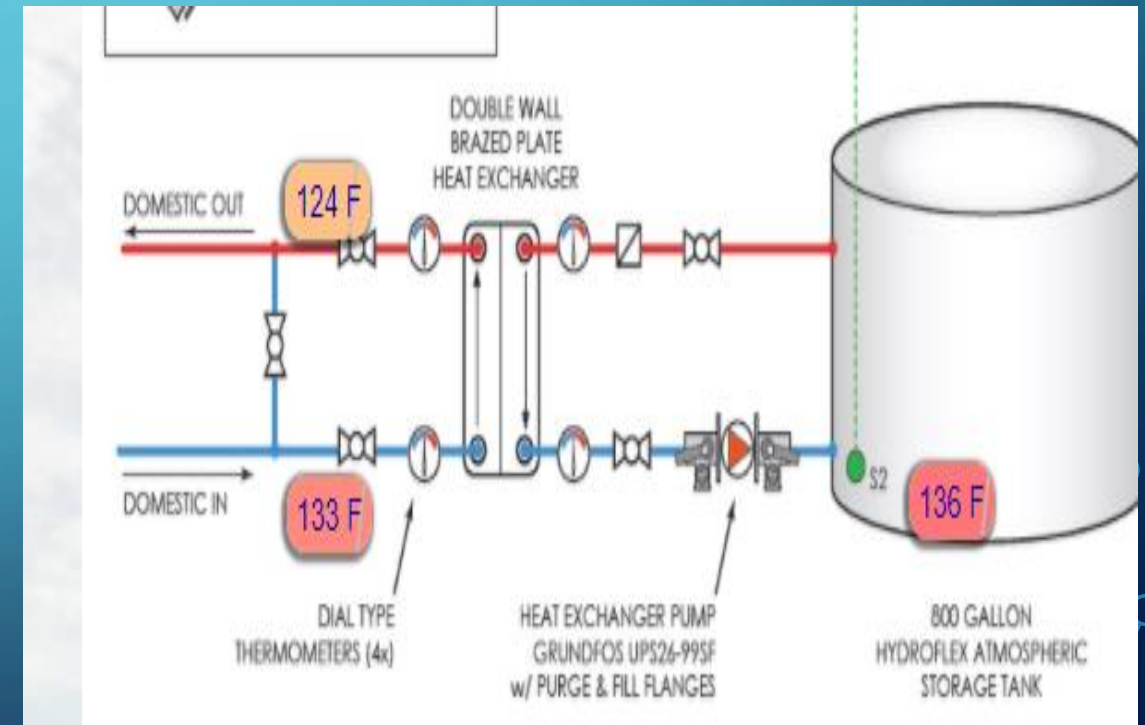 DOUBLE WALL
BRAZED PLATE
HEAT EXCHANGER
DOMESTIC OUT
124 F
DOMESTIC IN
133 F
S2
136 F
DIAL TYPE
THERMOMETERS (4x)
HEAT EXCHANGER PUMP
GRUNDFOS UPS26-99SF
w/ PURGE & FILL FLANGES
800 GALLON
HYDROFLEX ATMOSPHERIC
STORAGE TANK